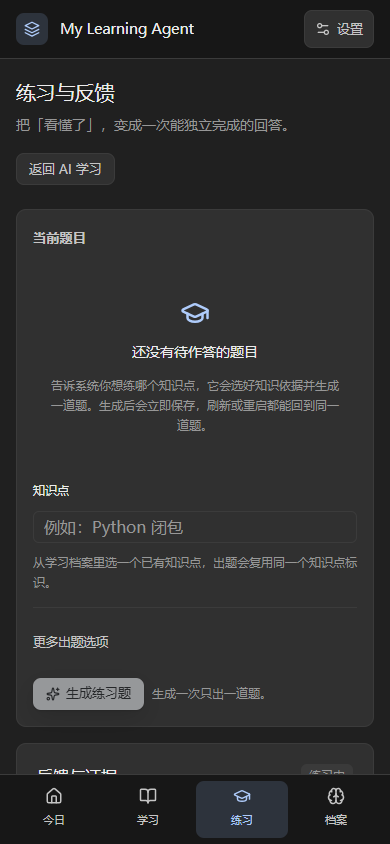 My Learning Agent
设置
练习与反馈
把「看懂了」，变成一次能独立完成的回答。
返回 AI 学习
当前题目
还没有待作答的题目
告诉系统你想练哪个知识点，它会选好知识依据并生成
一道题。生成后会立即保存，刷新或重启都能回到同一
道题。
知识点
例如：Python 闭包
从学习档案里选一个已有知识点，出题会复用同一个知识点标
识。
更多出题选项
生成练习题
生成一次只出一道题。
反馈与证据
练习中
今日
学习
练习
档案